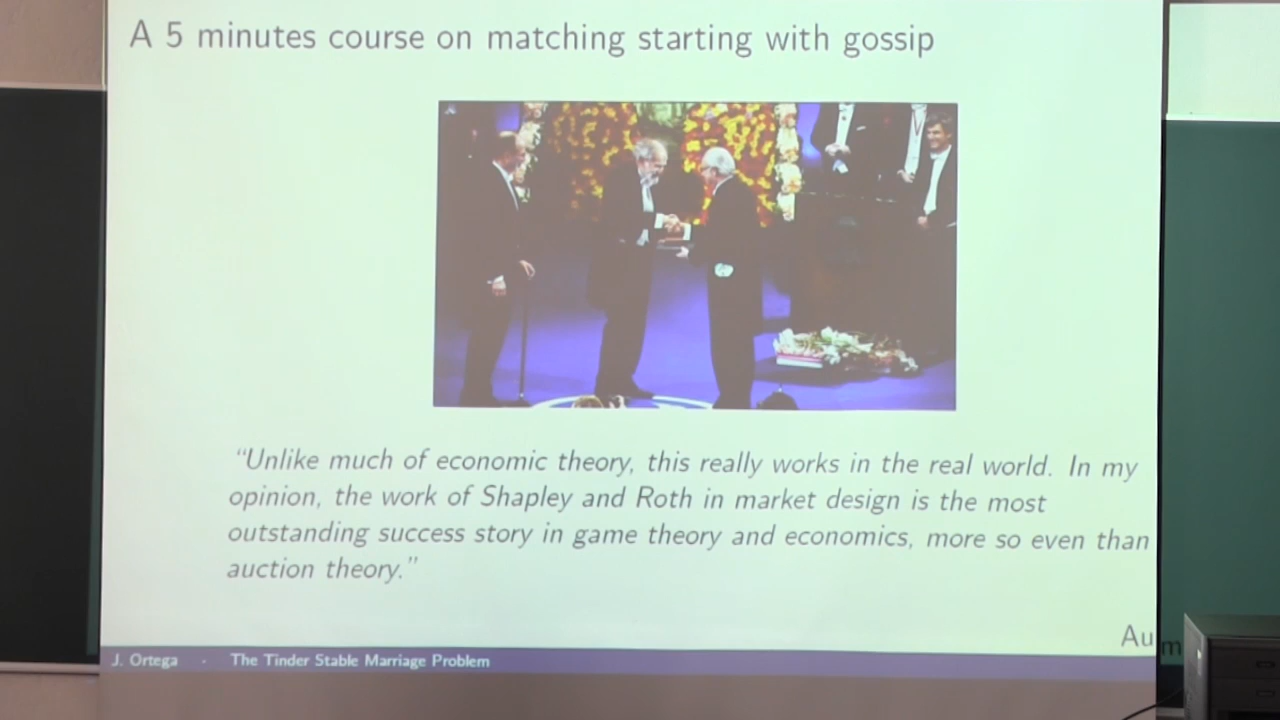 A 5 minutes course on matching starting with gossip
“Unlike much of economic theory, this really works in the real world. In my
opinion, the work of Shapley and Roth in market design is the most
outstanding success story in game theory and economics, more so even than
auction theory.”
Au m
J. Ortega · The Tinder Stable Marriage Problem